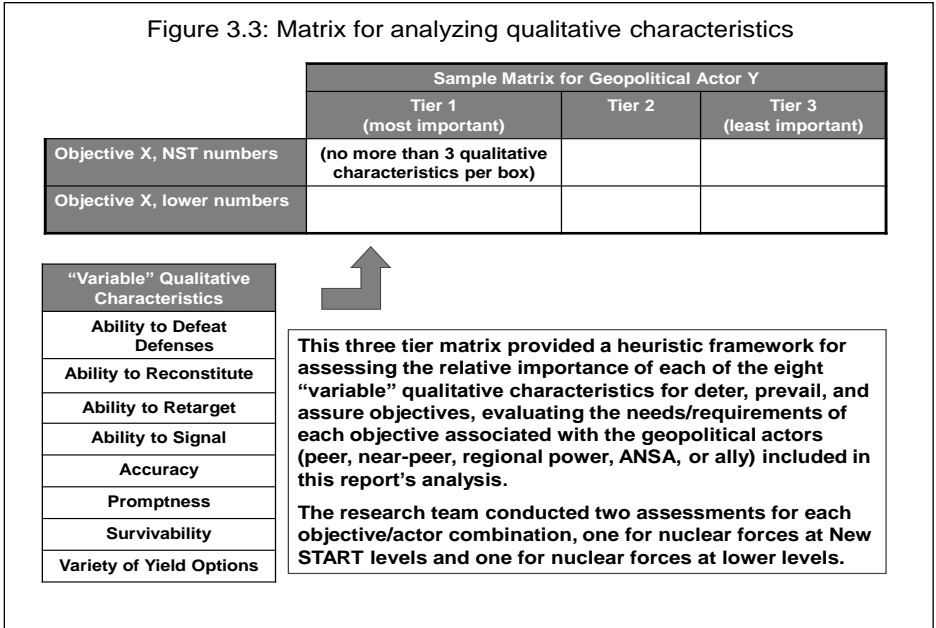 Figure 3.3: Matrix for analyzing qualitative characteristics
Sample Matrix for Geopolitical Actor Y
Tier 1
(most important)
Tier 2
Tier 3
(least important)
Objective X, NST numbers
(no more than 3 qualitative
characteristics per box)
Objective X, lower numbers
“Variable” Qualitative
Characteristics
Ability to Defeat
Defenses
Ability to Reconstitute
Ability to Retarget
Ability to Signal
Accuracy
Promptness
Survivability
Variety of Yield Options
This three tier matrix provided a heuristic framework for
assessing the relative importance of each of the eight
“variable” qualitative characteristics for deter, prevail, and
assure objectives, evaluating the needs/requirements of
each objective associated with the geopolitical actors
(peer, near-peer, regional power, ANSA, or ally) included in
this report’s analysis.
The research team conducted two assessments for each
objective/actor combination, one for nuclear forces at New
START levels and one for nuclear forces at lower levels.